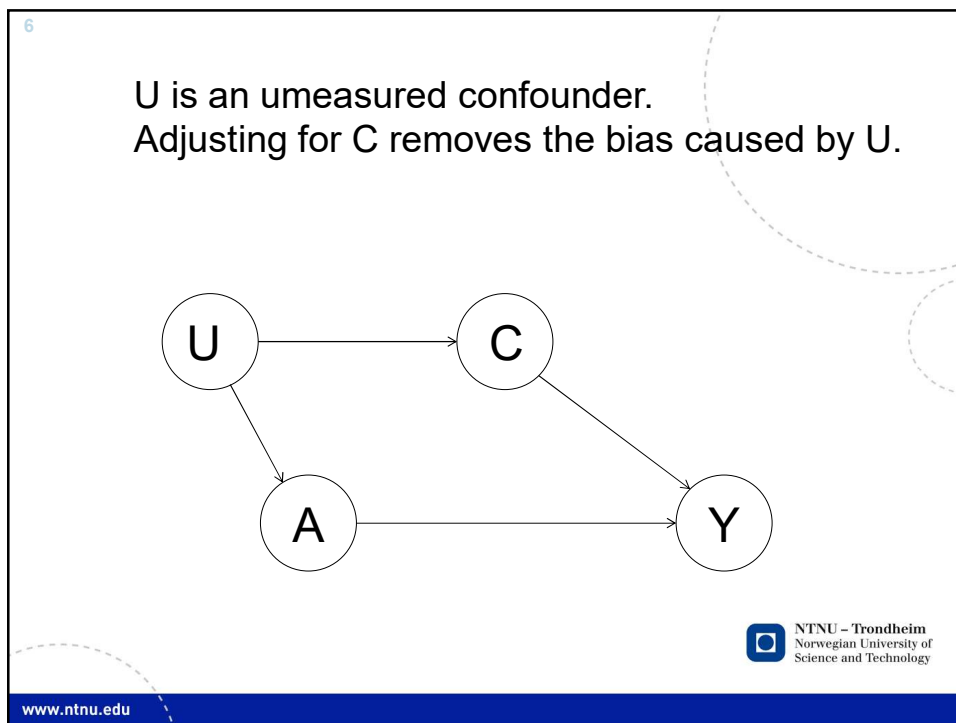 6
U is an umeasured confounder.
Adjusting for C removes the bias caused by U.
U
C
A
Y
NTNU – Trondheim
Norwegian University of
Science and Technology
www.ntnu.edu